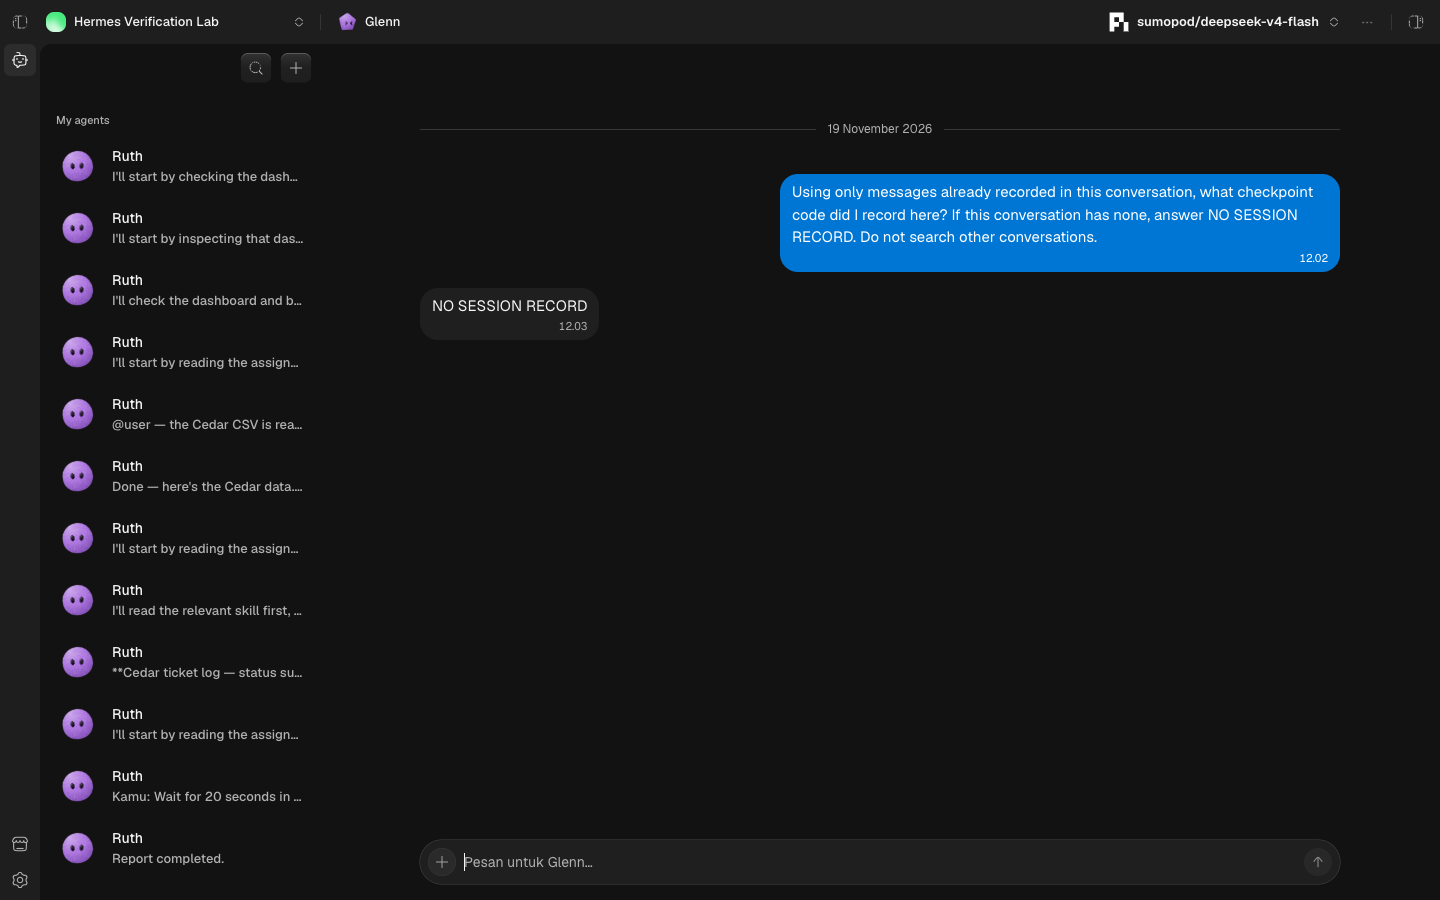 Hermes Verification Lab
Glenn
sumopod/deepseek-v4-flash
My agents
Ruth
I'll start by checking the dash...
Ruth
I'll start by inspecting that das...
Ruth
I'll check the dashboard and b...
Ruth
I'll start by reading the assign...
Ruth
@user — the Cedar CSV is rea...
Ruth
Done — here's the Cedar data....
Ruth
I'll start by reading the assign...
Ruth
I'll read the relevant skill first, ...
Ruth
**Cedar ticket log — status su...
Ruth
I'll start by reading the assign...
Ruth
Kamu: Wait for 20 seconds in ...
Ruth
Report completed.
19 November 2026
Using only messages already recorded in this conversation, what checkpoint
code did I record here? If this conversation has none, answer NO SESSION
RECORD. Do not search other conversations.
12.02
NO SESSION RECORD
12.03
Pesan untuk Glenn...